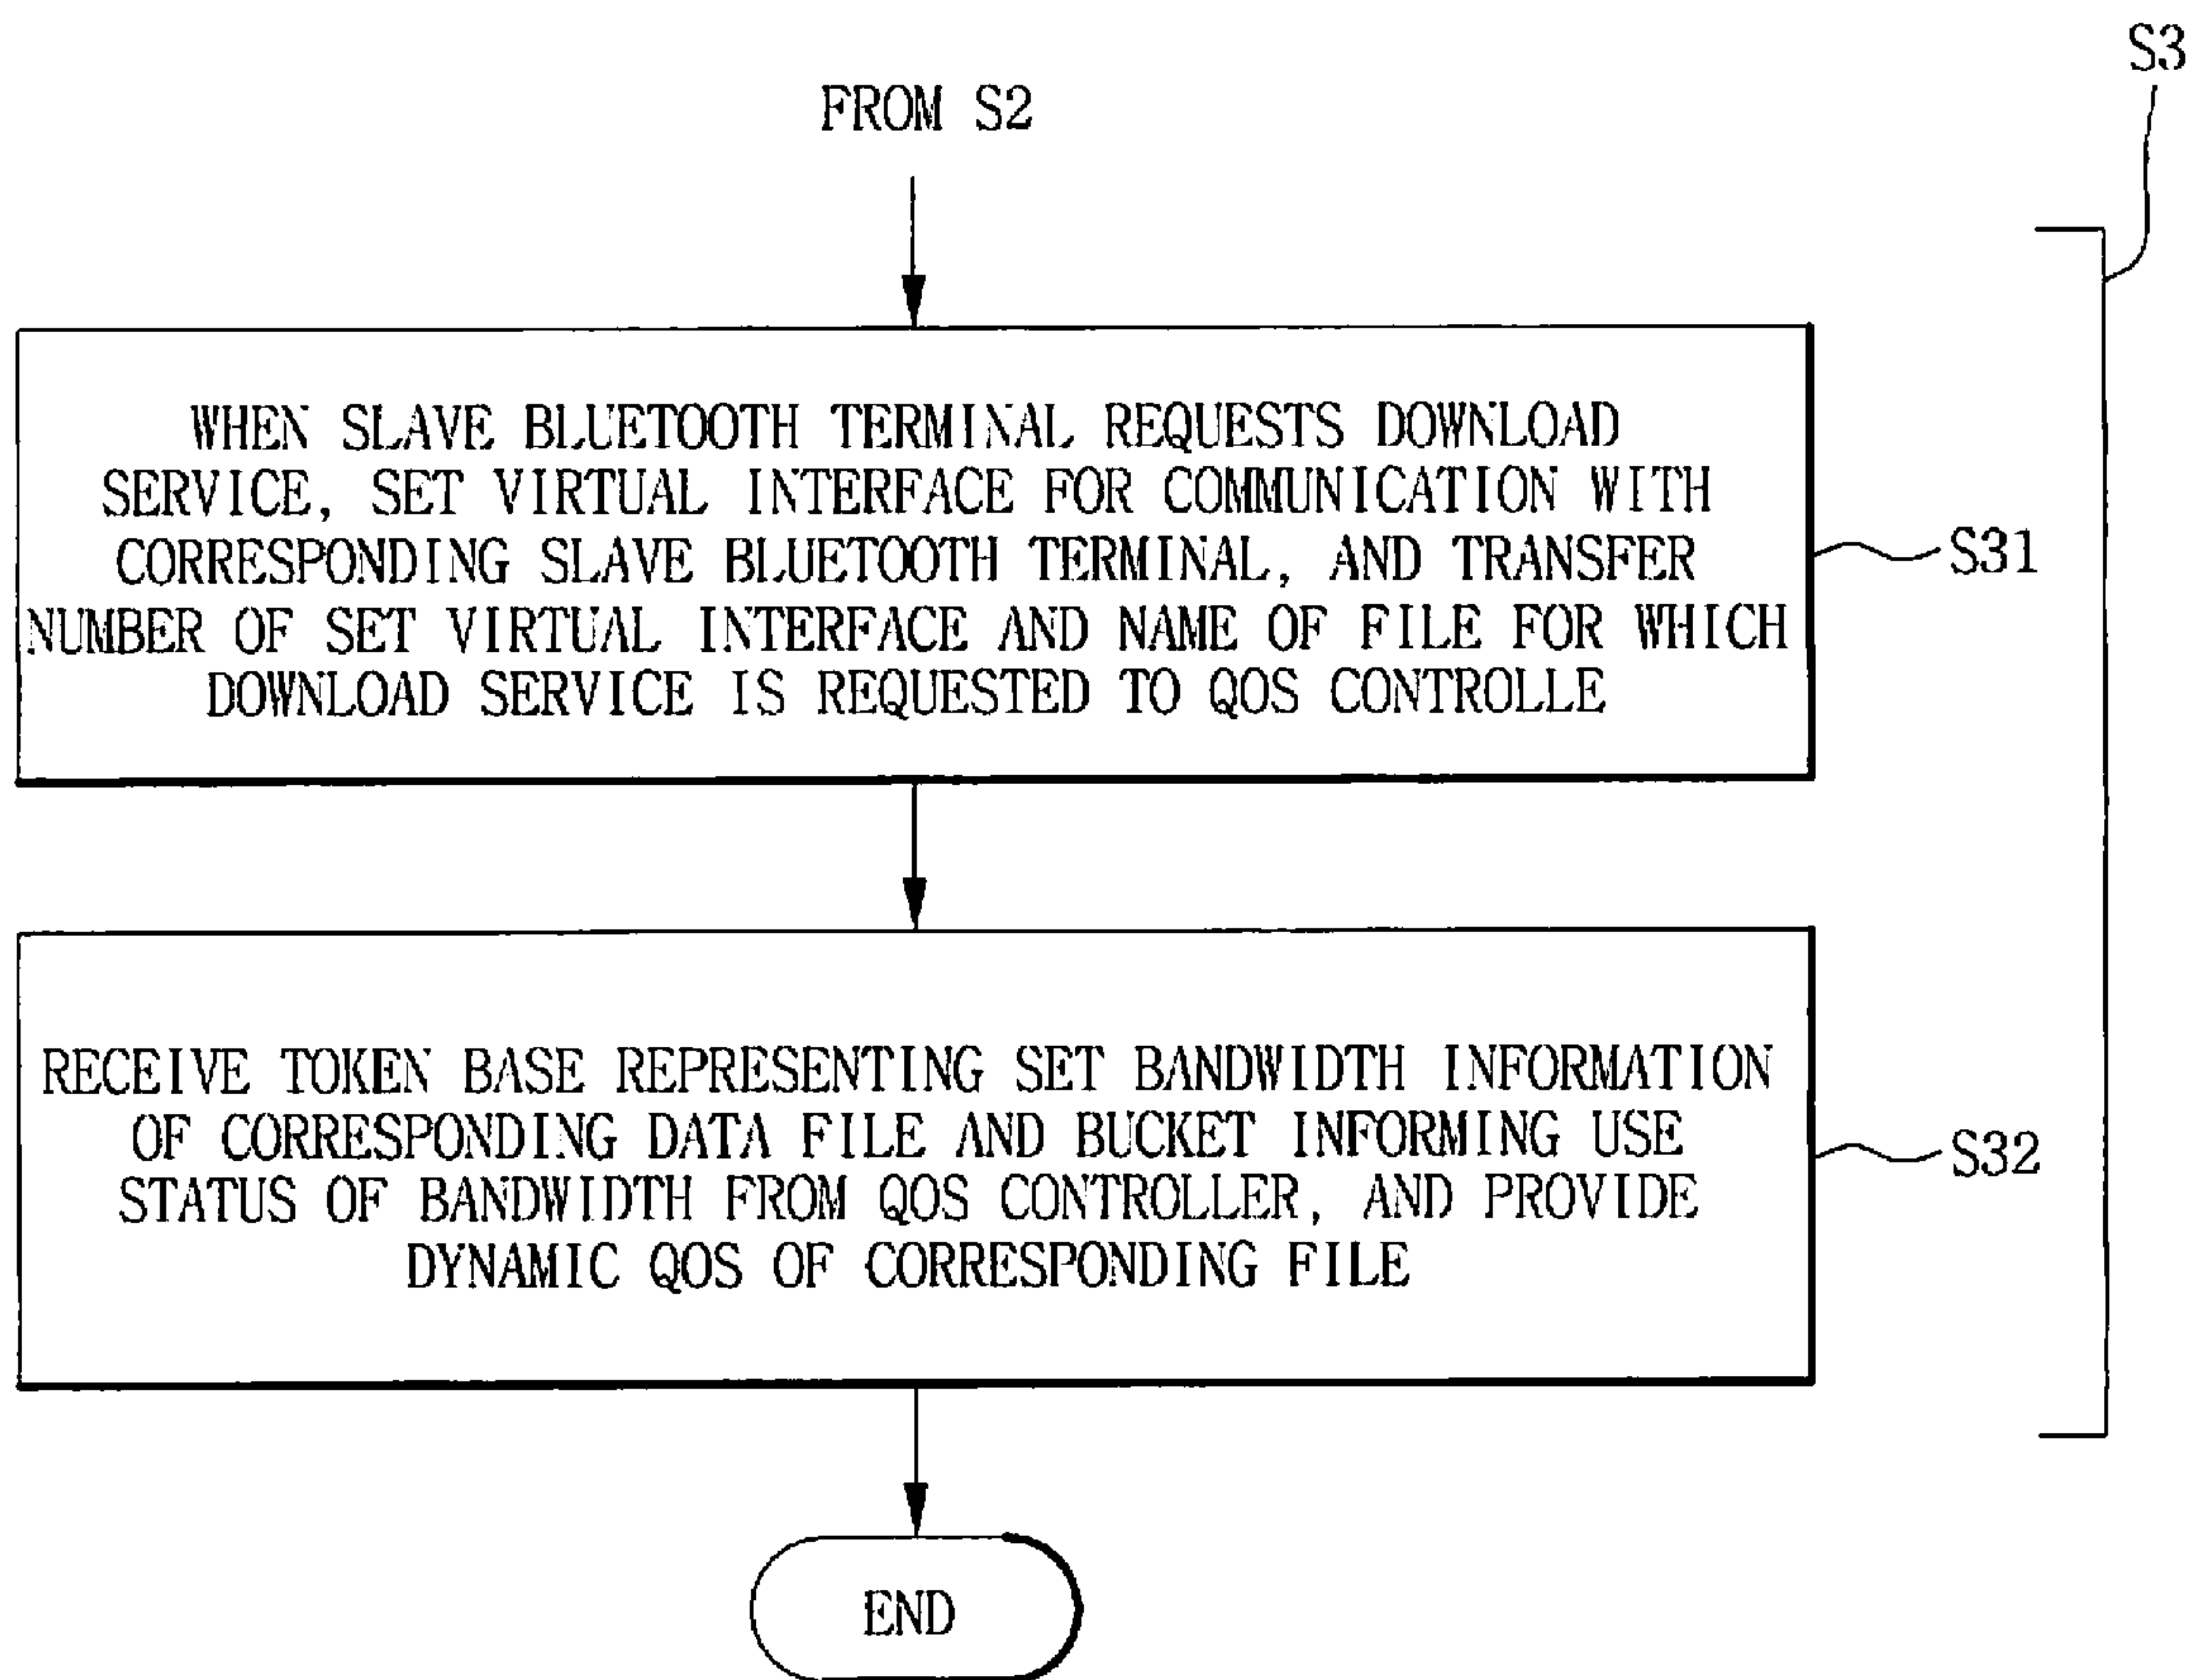 S3
FROM S2
WHEN SLAVE BLUETOOTH TERMINAL REQUESTS DOWNLOAD
SERVICE, SET VIRTUAL INTERFACE FOR COMMUNICATION WITH
CORRESPONDING SLAVE BLUETOOTH TERMINAL, AND TRANSFER
NUMBER OF SET VIRTUAL INTERFACE AND NAME OF FILE FOR WHICH
DOWNLOAD SERVICE IS REQUESTED TO QOS CONTROLLE
S31
RECEIVE TOKEN BASE REPRESENTING SET BANDWIDTH INFORMATION
OF CORRESPONDING DATA FILE AND BUCKET INFORMING USE
STATUS OF BANDWIDTH FROM QOS CONTROLLER, AND PROVIDE
DYNAMIC QOS OF CORRESPONDING FILE
S32
END